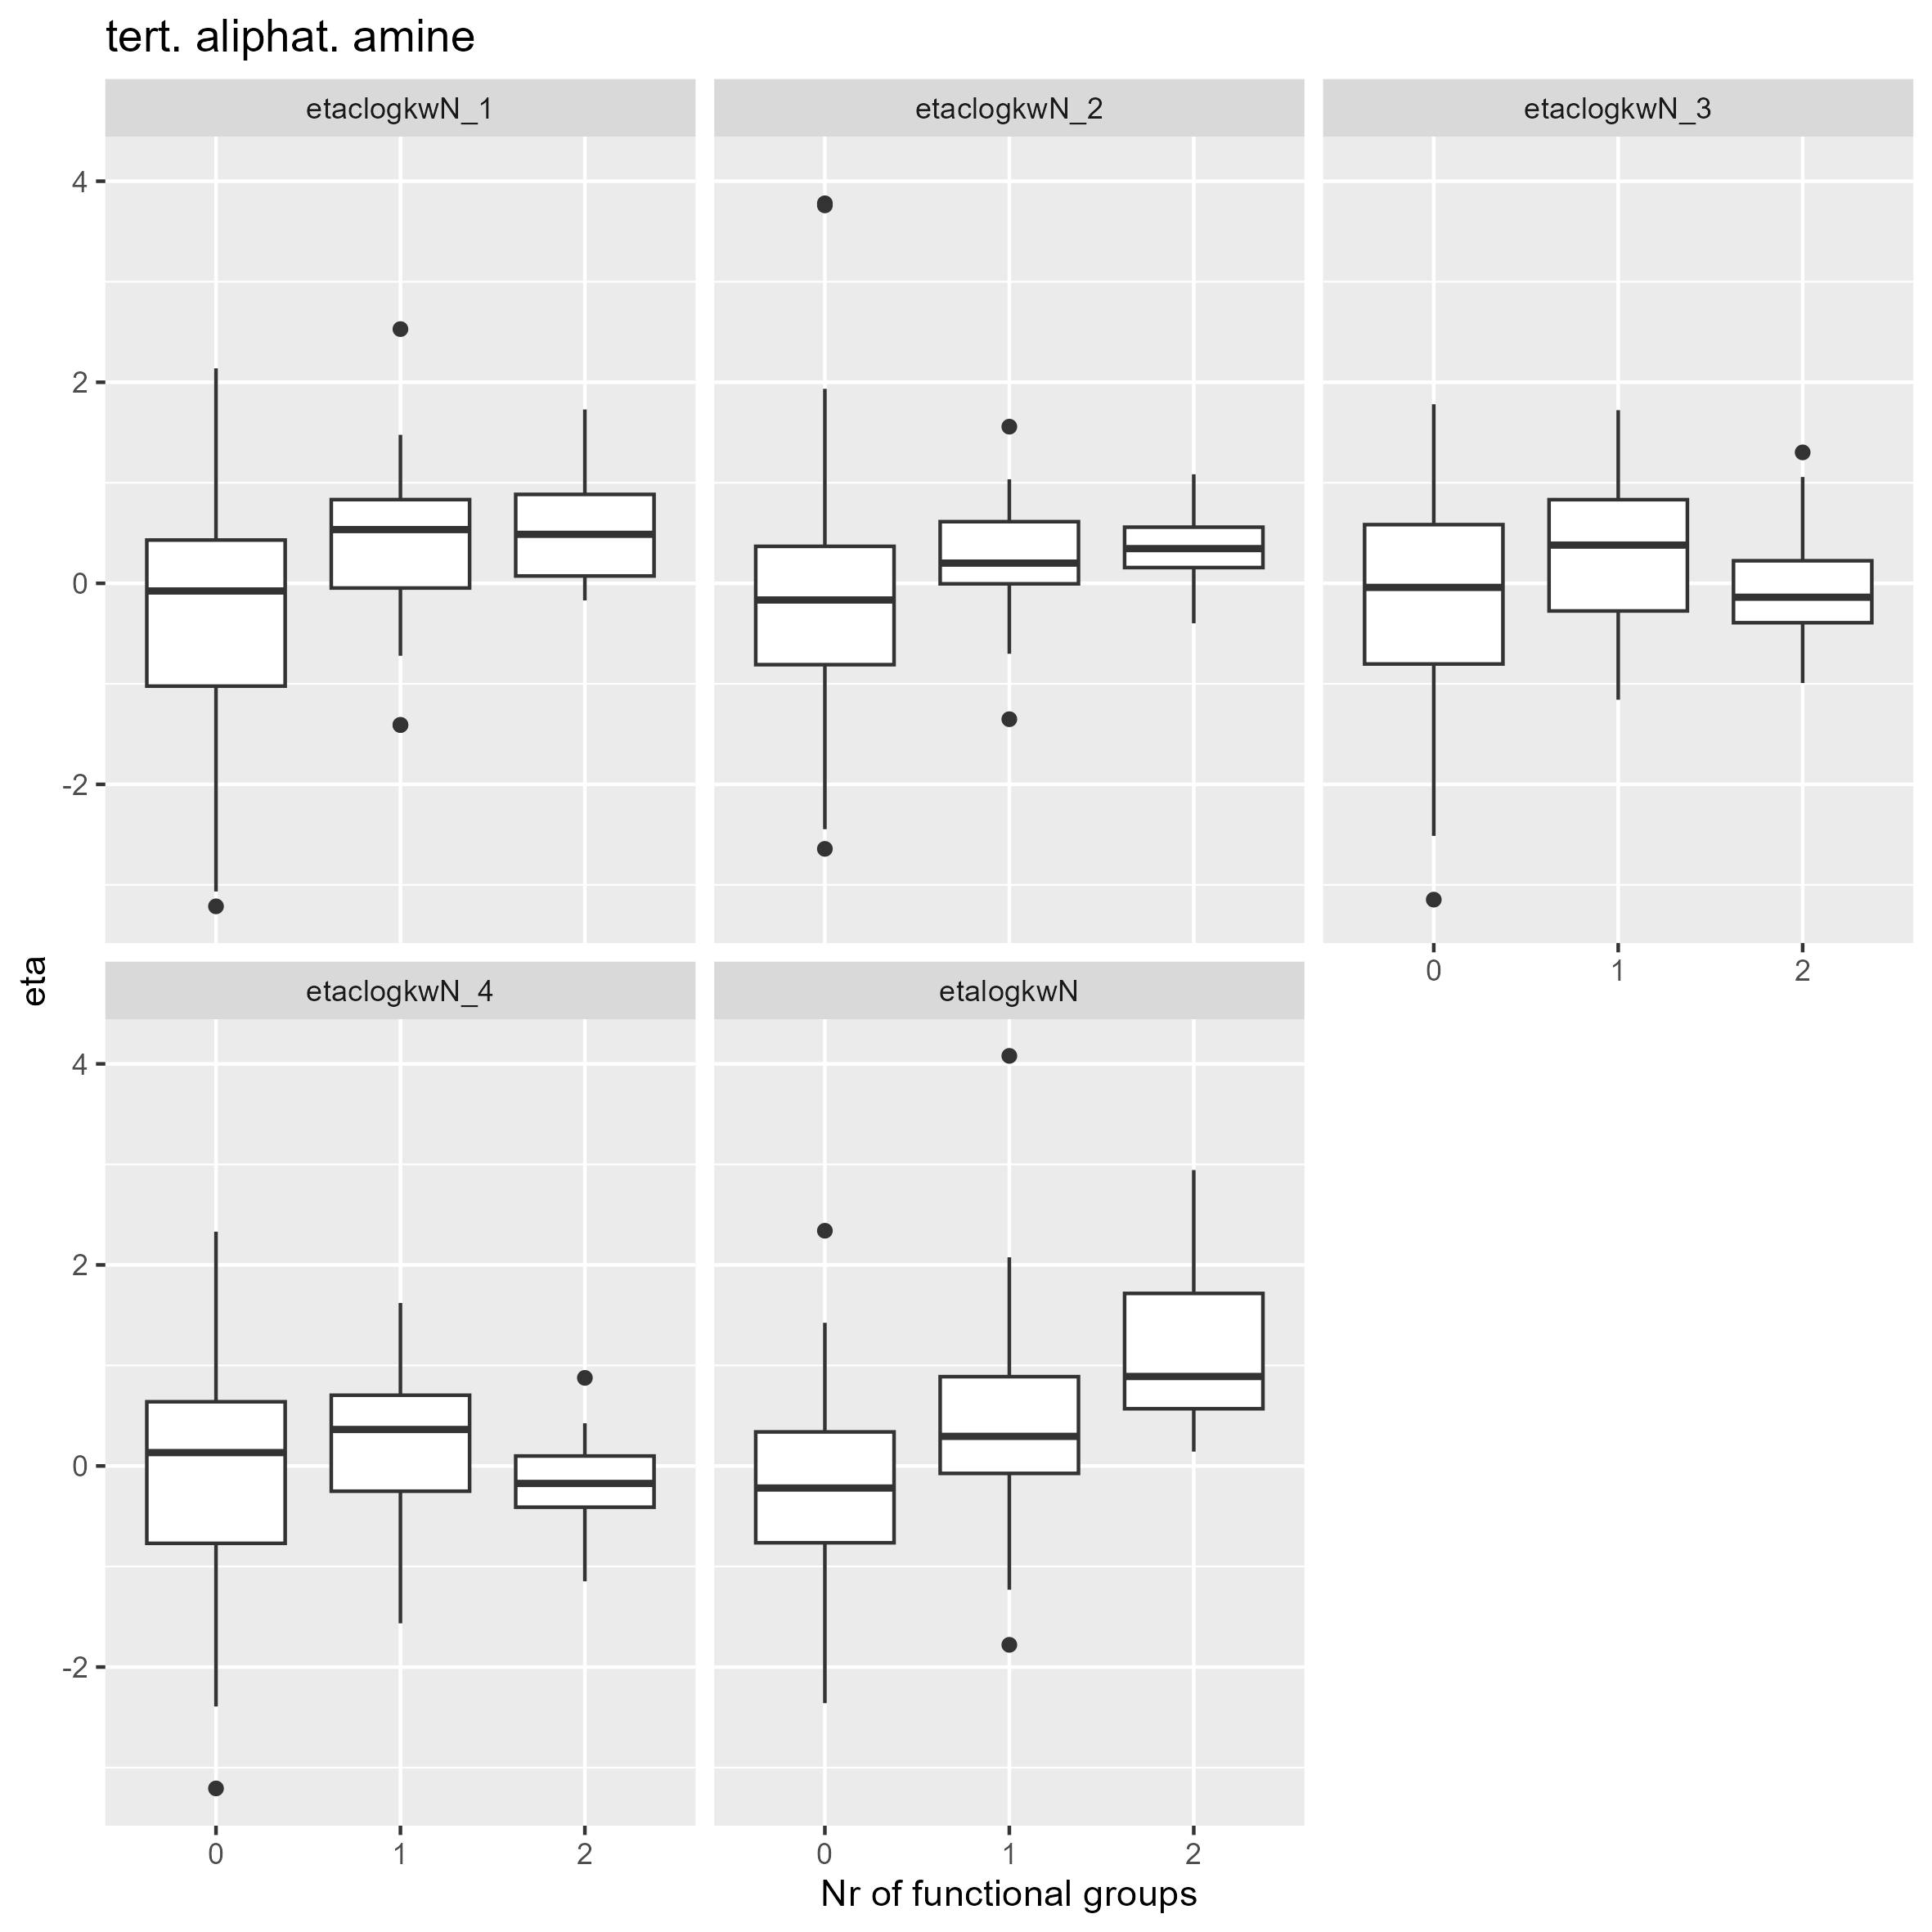 tert. aliphat. amine
etaclogkwN_1 etaclogkwN_2 etaclogkwN_3
4
2
0
-2
0 1 2
eta
etaclogkwN_4 etalogkwN
4
2
0
-2
0 1 2 0 1 2
Nr of functional groups